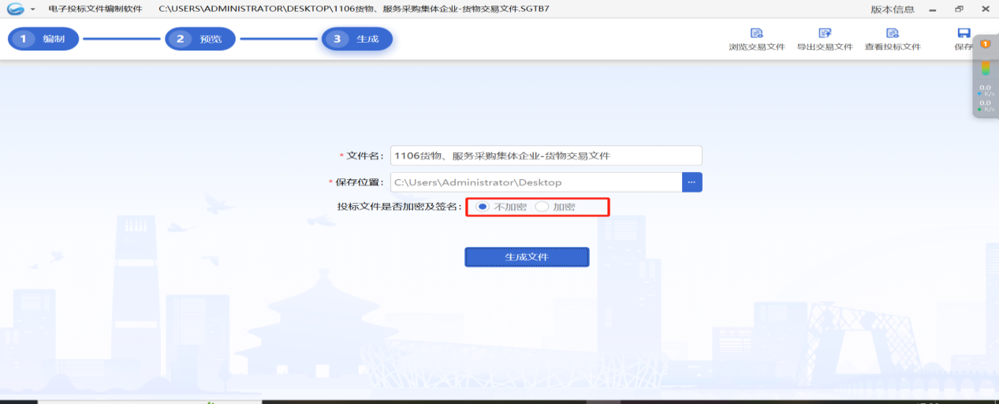 电子投标文件编制软件 C:\USERS\ADMINISTRATOR\DESKTOP\1106货物、服务采购集体企业-货物交易文件.SGTB7 版本信息
1 编制 2 预览 3 生成
浏览交易文件 导出交易文件 查看投标文件 保存
1
0.0
K/s
0.0
K/s
* 文件名: 1106货物、服务采购集体企业-货物交易文件
* 保存位置: C:\Users\Administrator\Desktop ...
投标文件是否加密及签名: 不加密 加密
生成文件